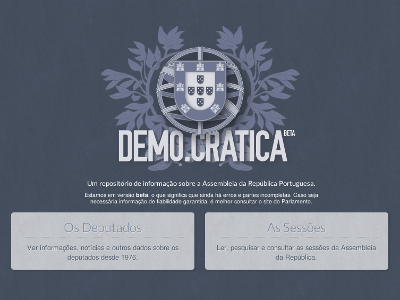 DEMO.CRATICA
BETA
Um repositório de informação sobre a Assembleia da República Portuguesa.
Estamos em versão beta, o que significa que ainda há erros e partes incompletas. Caso seja
necessária informação de fiabilidade garantida, é melhor consultar o site do Parlamento.
Os Deputados
Ver informações, notícias e outros dados sobre os
deputados desde 1976.
As Sessões
Ler, pesquisar e consultar as sessões da Assembleia
da República.